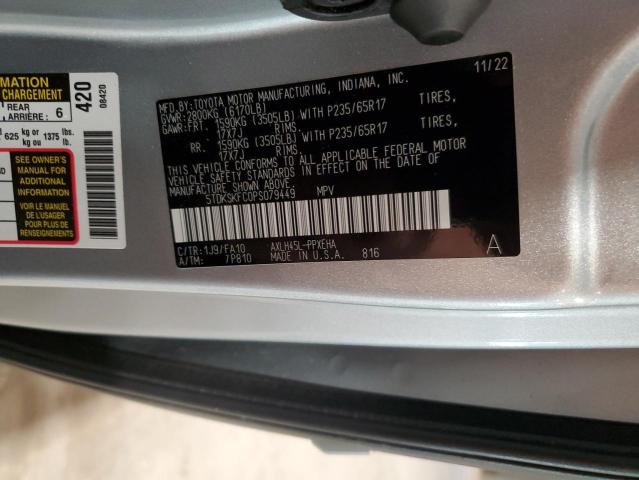 MATION
CHARGEMENT
REAR
ARRIÈRE: 6
420
08420
625 kg or 1375 lbs.
kg ou lb.
SEE OWNER'S
MANUAL FOR
ADDITIONAL
INFORMATION
VOIR LE MANUEL
DE L'USAGER
POUR PLUS DE
RENSEIGNEMENTS
11/22
MFD. BY: TOYOTA MOTOR MANUFACTURING, INDIANA, INC.
GVWR: 2800KG (6170LB)
GAWR: FRT. 1590KG (3505LB) WITH P235/65R17 TIRES,
17X7J RIMS
RR. 1590KG (3505LB) WITH P235/65R17 TIRES,
17X7J RIMS
THIS VEHICLE CONFORMS TO ALL APPLICABLE FEDERAL MOTOR
VEHICLE SAFETY STANDARDS IN EFFECT ON THE DATE OF
MANUFACTURE SHOWN ABOVE.
5TDKSKFC0PS079449 MPV
C/TR: 1J9/FA10 AXLH45L-PPXEHA
A/TM: 7P810 MADE IN U.S.A. 816
A